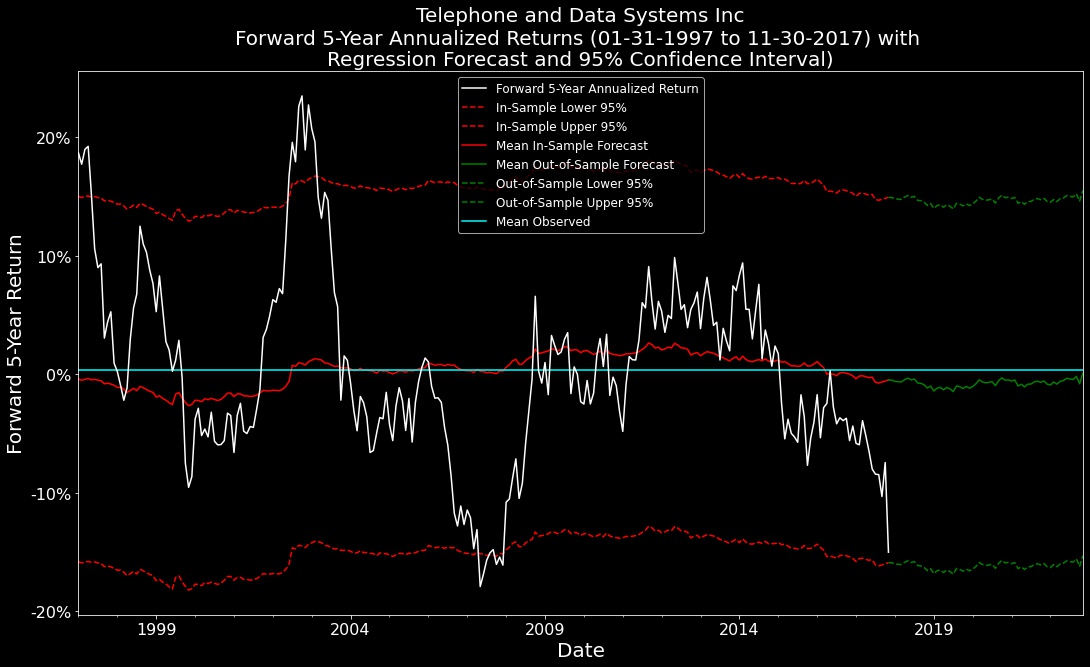 Telephone and Data Systems Inc
Forward 5-Year Annualized Returns (01-31-1997 to 11-30-2017) with
Regression Forecast and 95% Confidence Interval)
Forward 5-Year Annualized Return
In-Sample Lower 95%
In-Sample Upper 95%
Mean In-Sample Forecast
Mean Out-of-Sample Forecast
Out-of-Sample Lower 95%
Out-of-Sample Upper 95%
Mean Observed
Forward 5-Year Return
20%
10%
0%
-10%
-20%
1999 2004 2009 2014 2019
Date